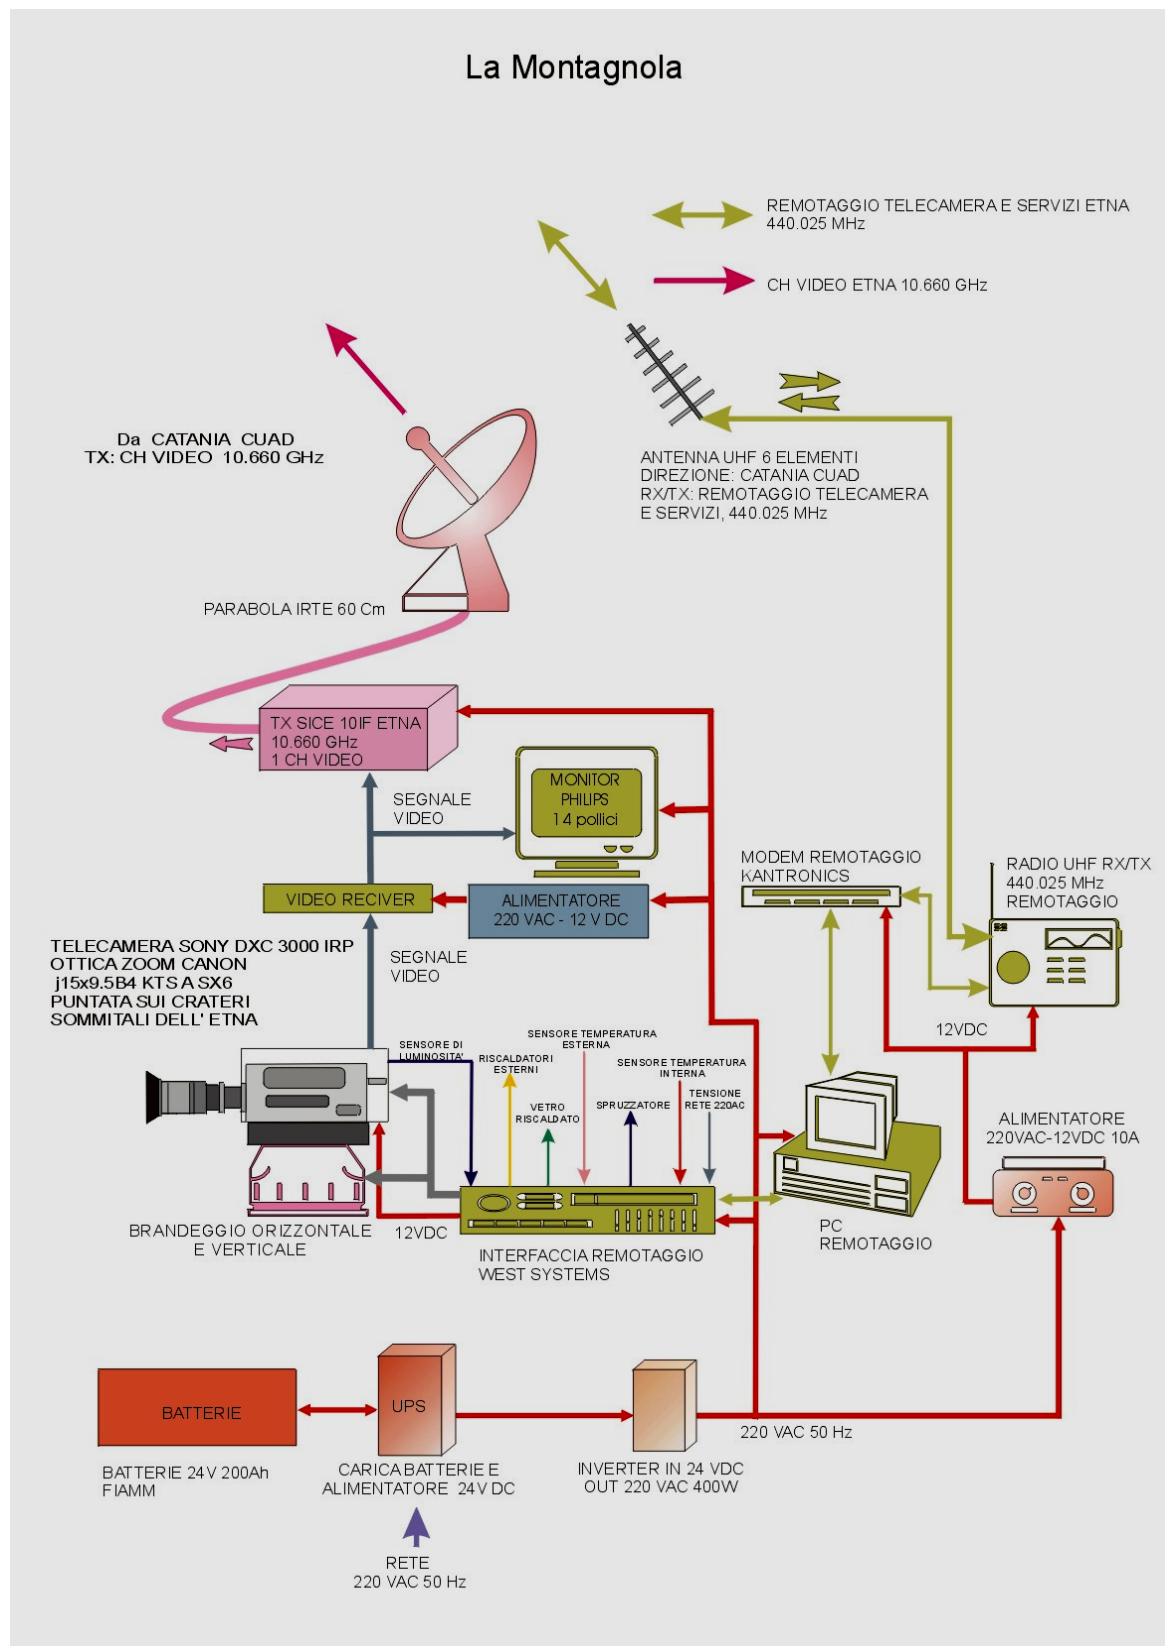 La Montagnola
REMOTAGGIO TELECAMERA E SERVIZI ETNA
440.025 MHz
CH VIDEO ETNA 10.660 GHz
Da CATANIA CUAD
TX: CH VIDEO 10.660 GHz
ANTENNA UHF 6 ELEMENTI
DIREZIONE: CATANIA CUAD
RX/TX: REMOTAGGIO TELECAMERA
E SERVIZI, 440.025 MHz
PARABOLA IRTE 60 Cm
TX SICE 10IF ETNA
10.660 GHz
1 CH VIDEO
MONITOR
PHILIPS
14 pollici
SEGNALE
VIDEO
MODEM REMOTAGGIO
KANTRONICS
RADIO UHF RX/TX
440.025 MHz
REMOTAGGIO
VIDEO RECIVER
ALIMENTATORE
220 VAC - 12 V DC
TELECAMERA SONY DXC 3000 IRP
OTTICA ZOOM CANON
j15x9.5B4 KTS A SX6
PUNTATA SUI CRATERI
SOMMITALI DELL' ETNA
SEGNALE
VIDEO
12VDC
SENSORE DI
LUMINOSITA'
RISCALDATORI
ESTERNI
SENSORE TEMPERATURA
ESTERNA
SENSORE TEMPERATURA
INTERNA
VETRO
RISCALDATO
SPRUZZATORE
TENSIONE
RETE 220AC
ALIMENTATORE
220VAC-12VDC 10A
BRANDEGGIO ORIZZONTALE
E VERTICALE
12VDC
INTERFACCIA REMOTAGGIO
WEST SYSTEMS
PC
REMOTAGGIO
BATTERIE
UPS
220 VAC 50 Hz
BATTERIE 24V 200Ah
FIAMM
CARICA BATTERIE E
ALIMENTATORE 24V DC
INVERTER IN 24 VDC
OUT 220 VAC 400W
RETE
220 VAC 50 Hz